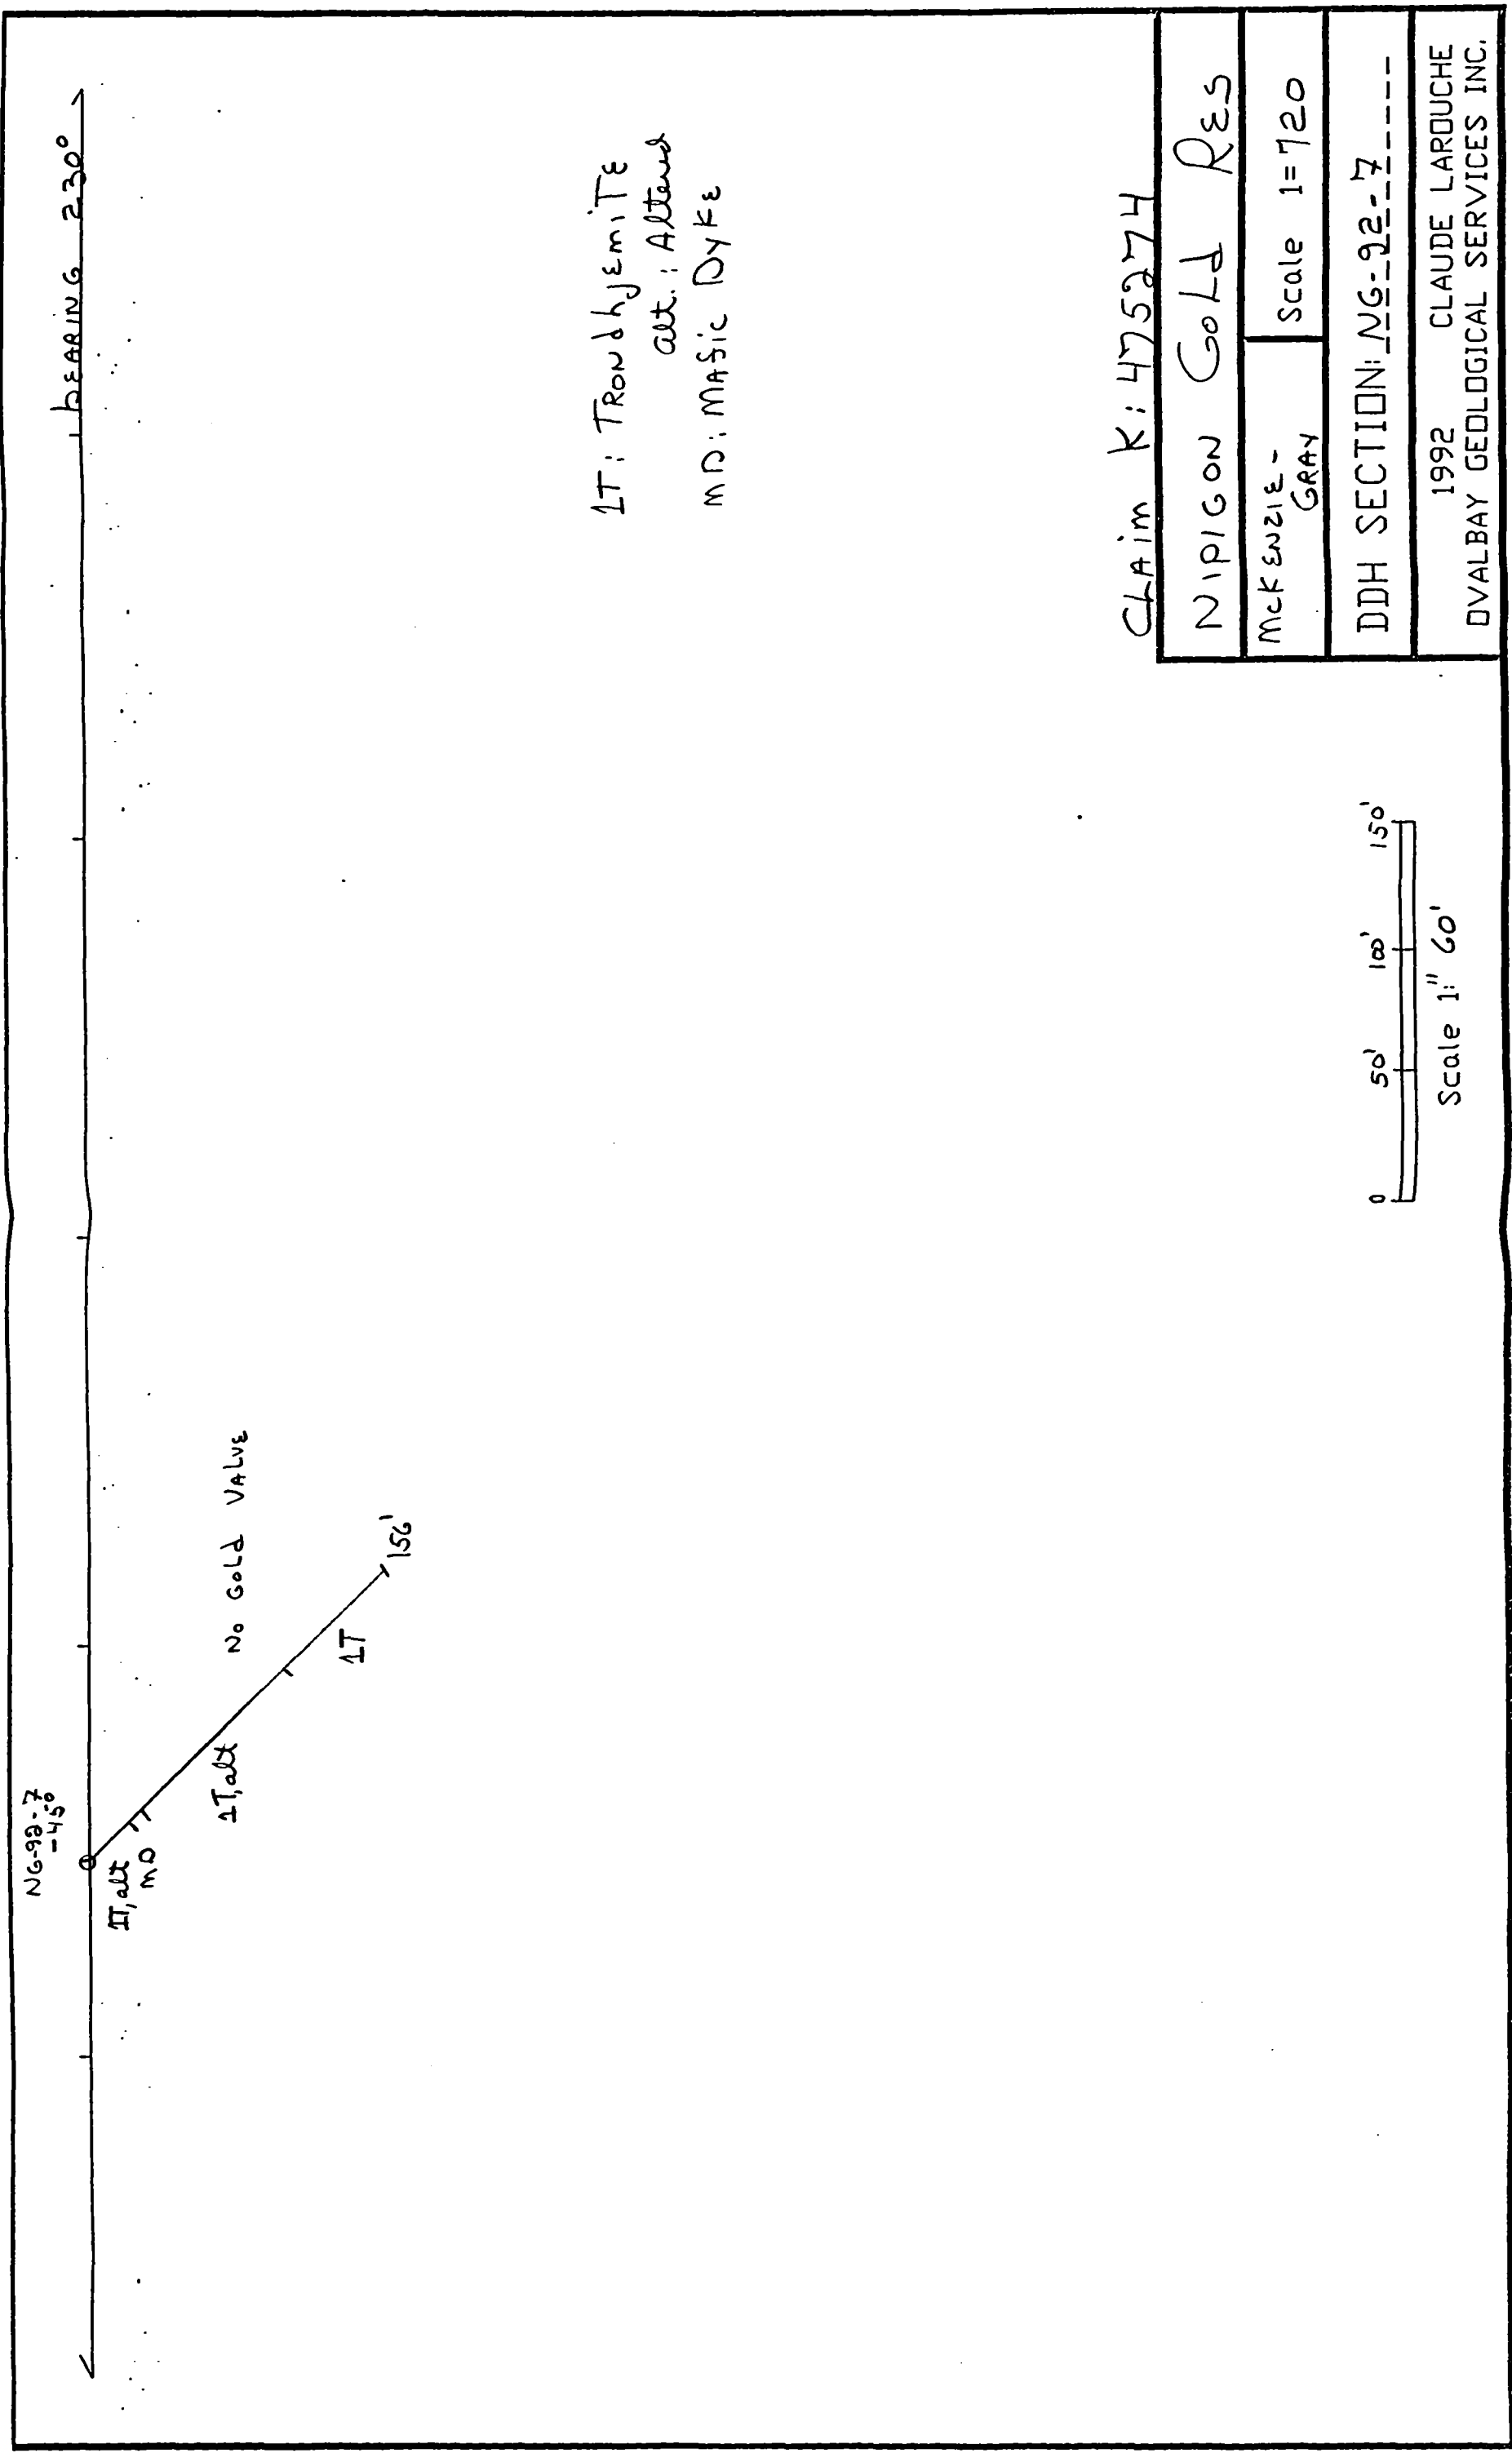 NG-92-7
-45°
bEARING 230°
1T, alt
MD
1T, alt
No GOLD VALUE
1T
156'
1T: TRONdhjEMiTE
alt.: Altered
MD: MAfic DykE
CLAiM K: 475274
NIPIGON GOLD RES
McKENZIE-
GRAY
Scale 1=720
DDH SECTION: NG-92-7
1992 CLAUDE LAROUCHE
OVALBAY GEOLOGICAL SERVICES INC.
0 50' 100' 150'
Scale 1:" 60'